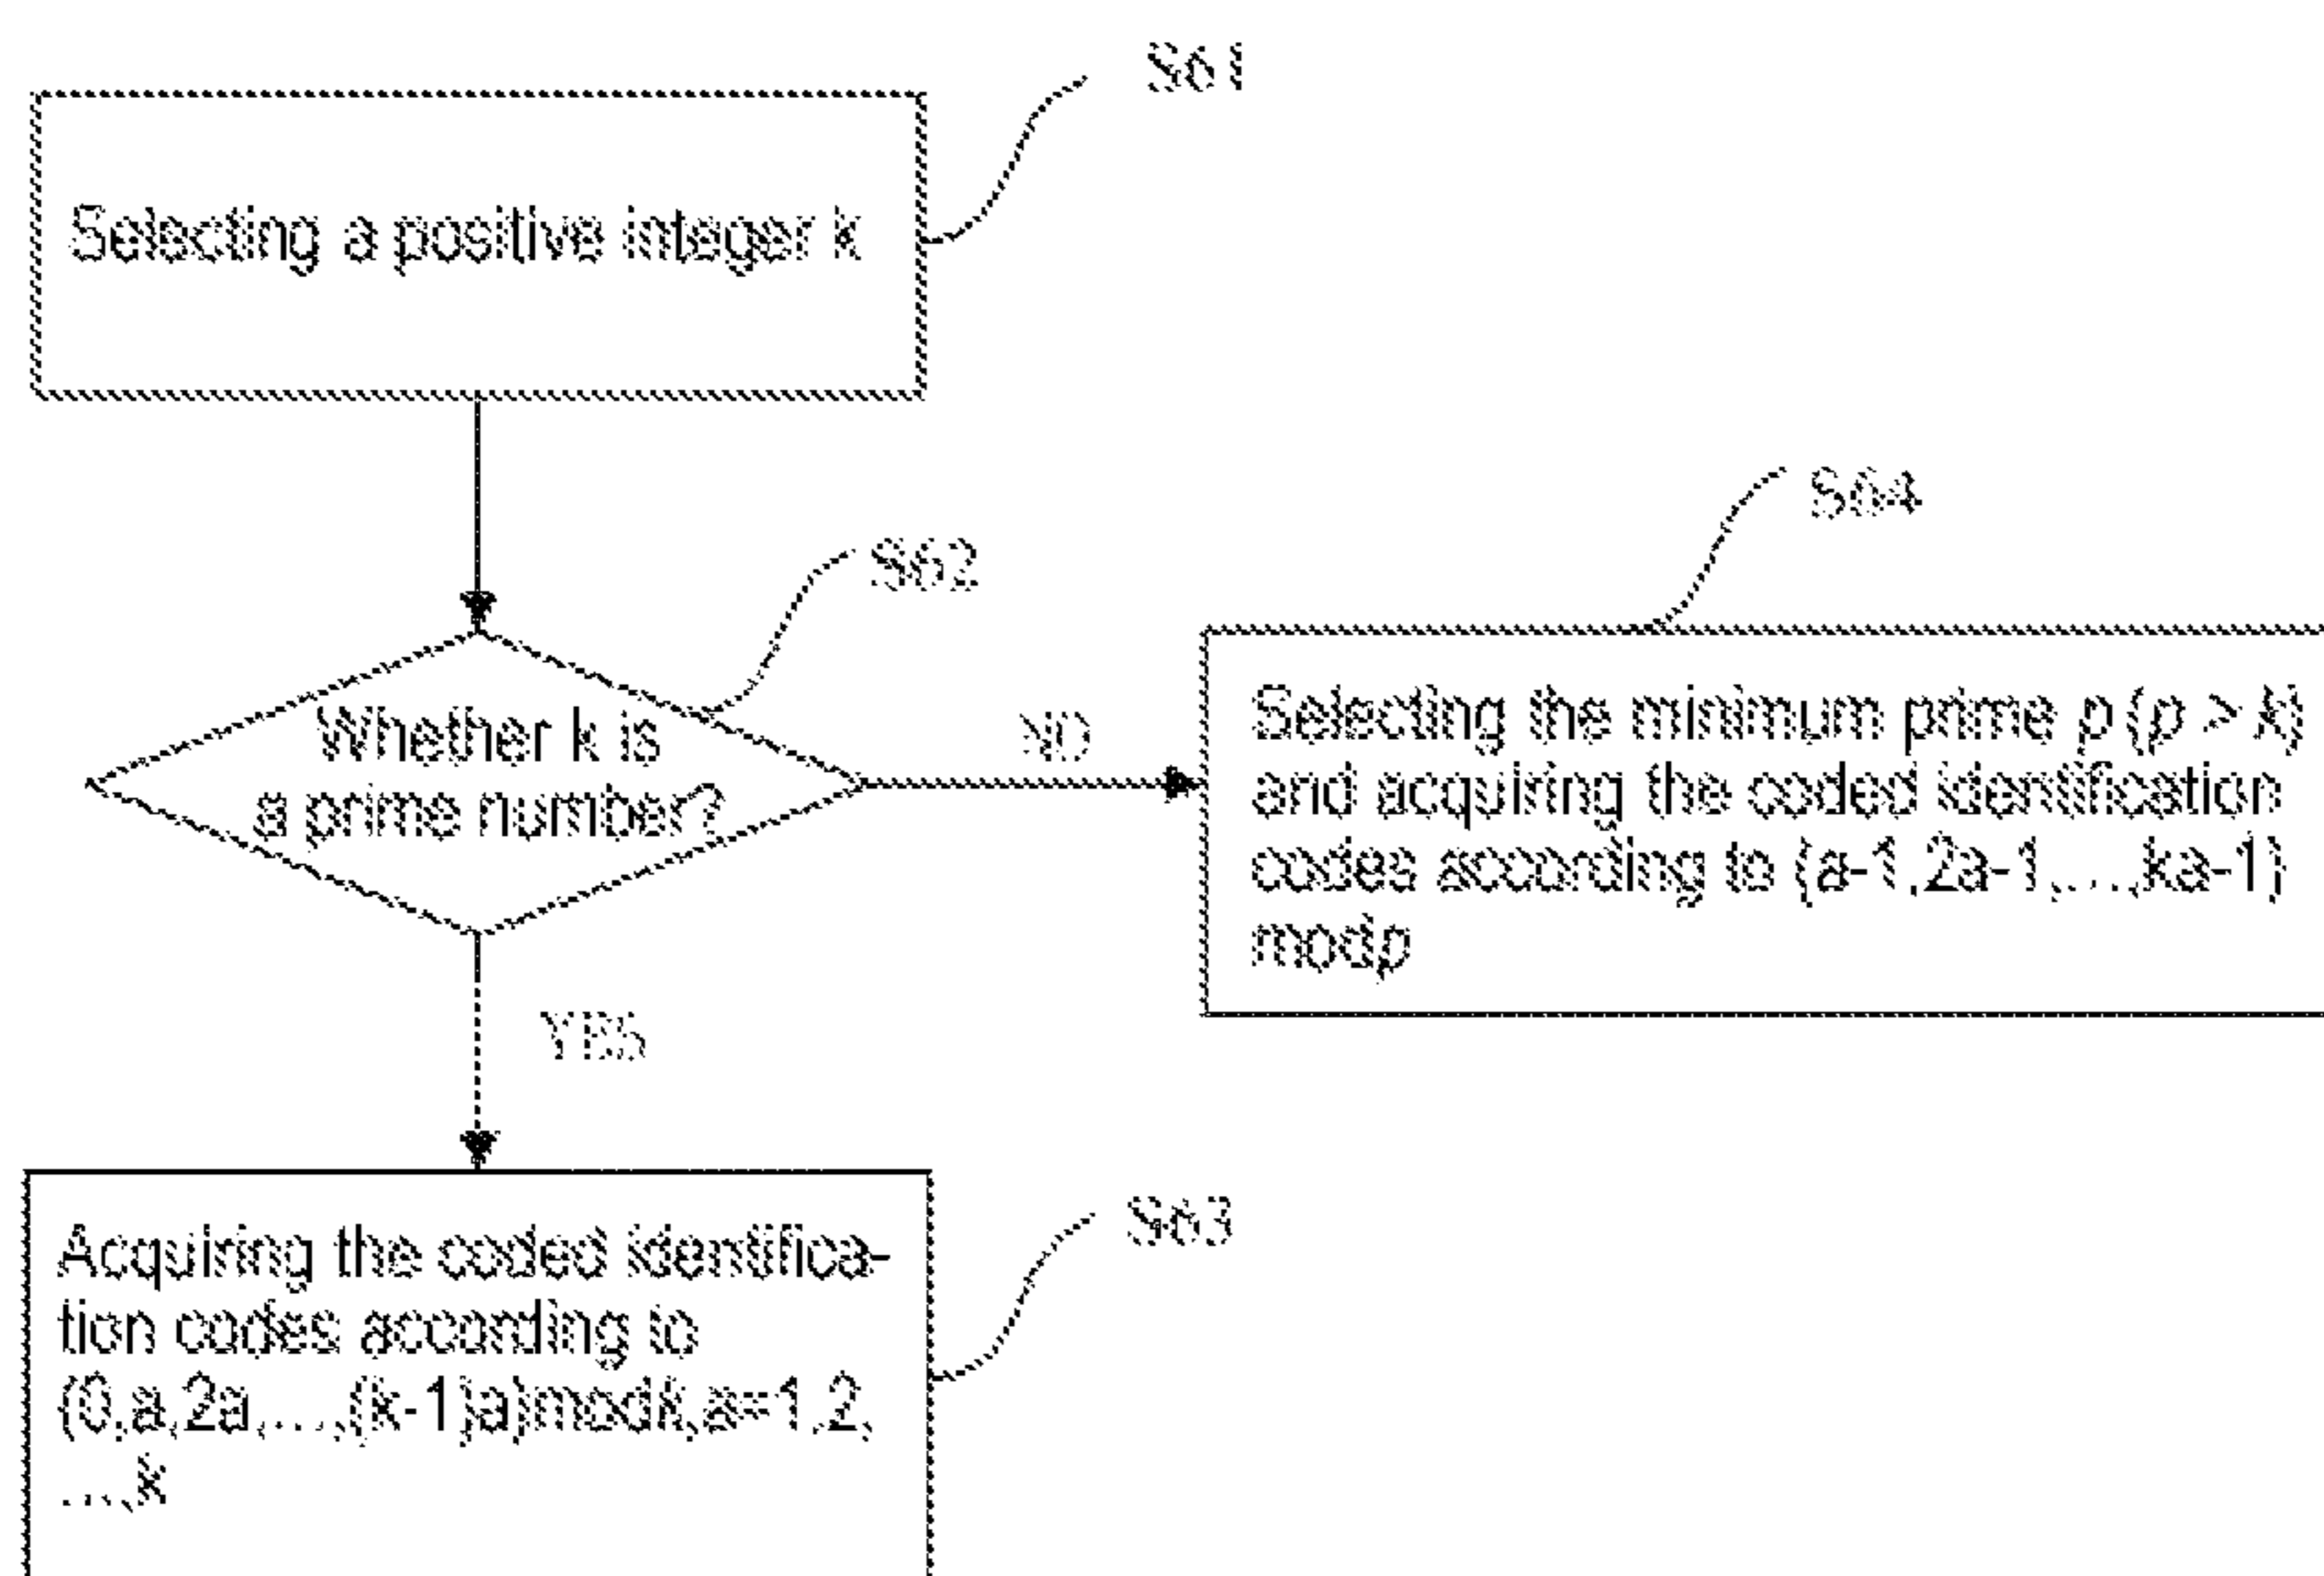 S61
Selecting a positive integer k
S62
Whether k is
a prime number?
NO
S64
Selecting the minimum prime p (p > k)
and acquiring the coded identification
codes according to {a-1,2a-1,...,ka-1}
modp
YES
S63
Acquiring the coded identifica-
tion codes according to
{0,a,2a,...,(k-1)a}modk,a=1,2,
...,k